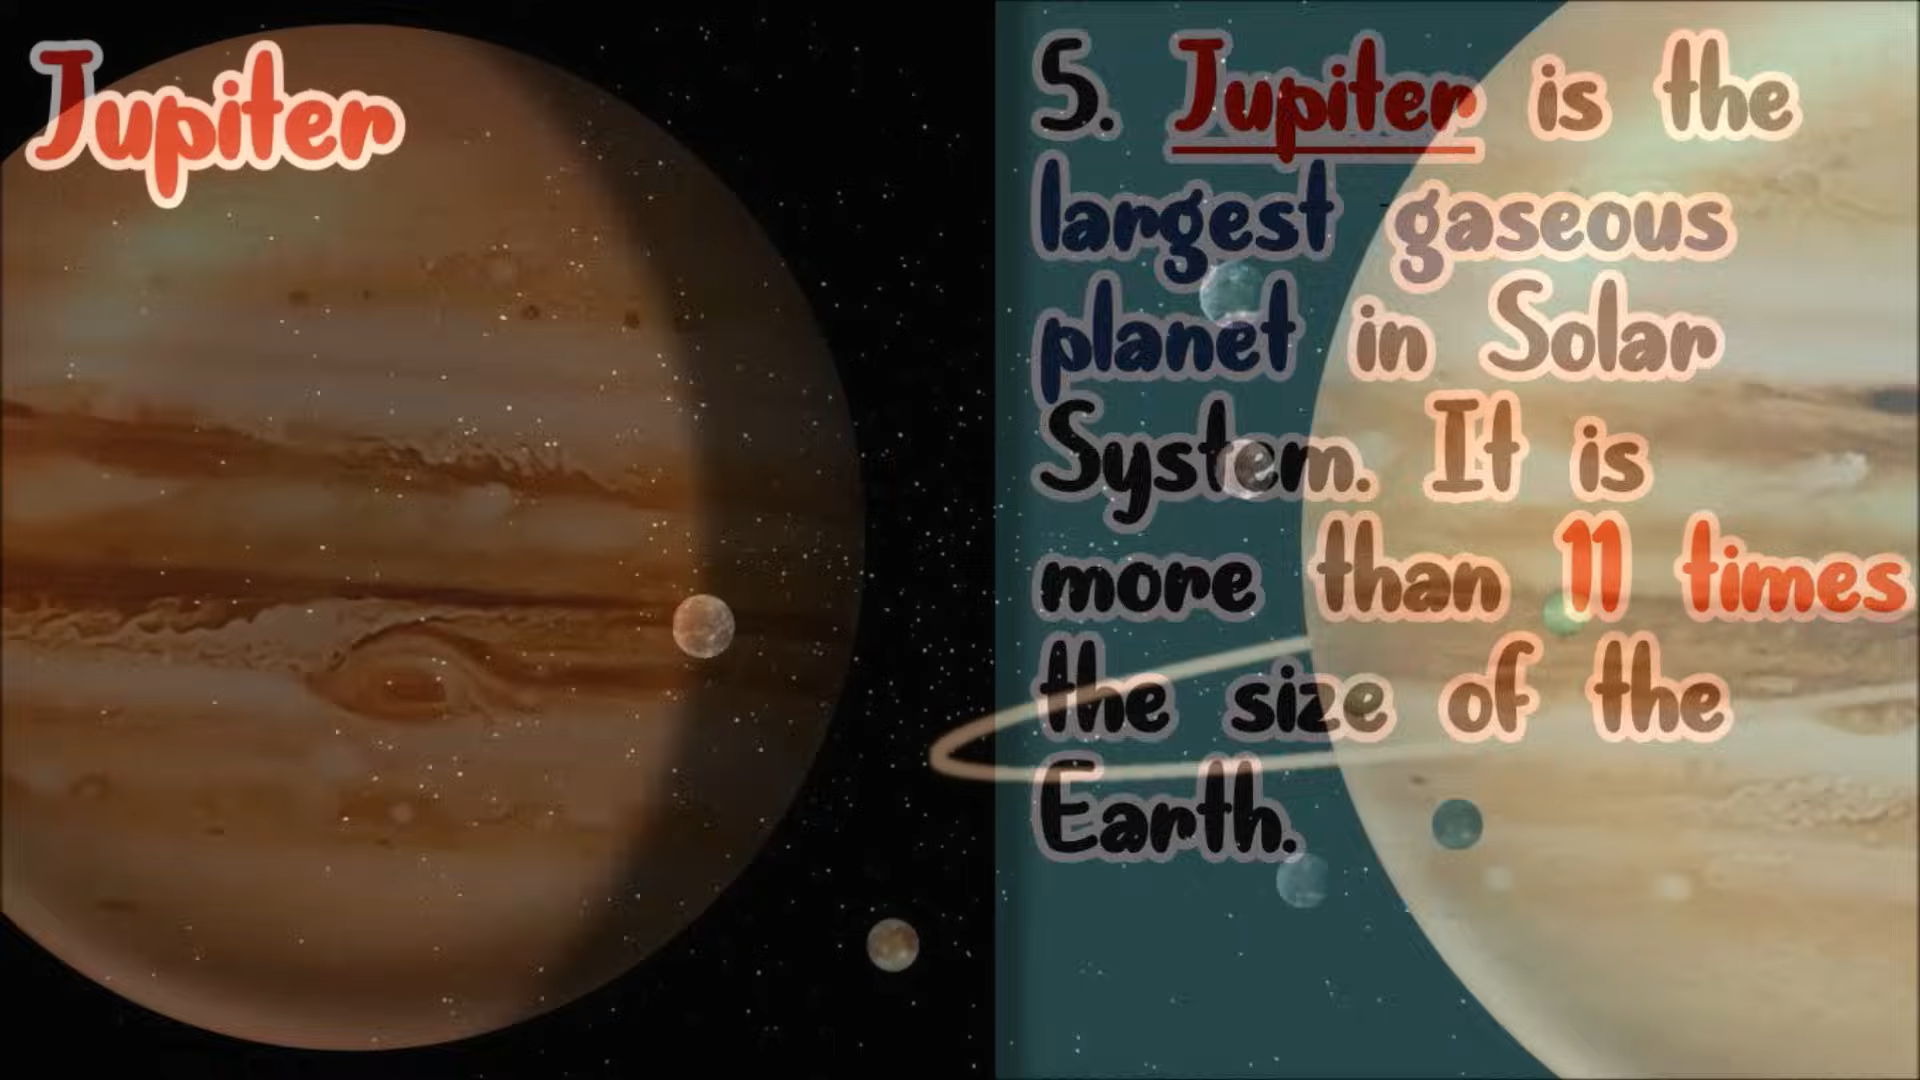 Jupiter
5. Jupiter is the
largest gaseous
planet in Solar
System. It is
more than 11 times
the size of the
Earth.